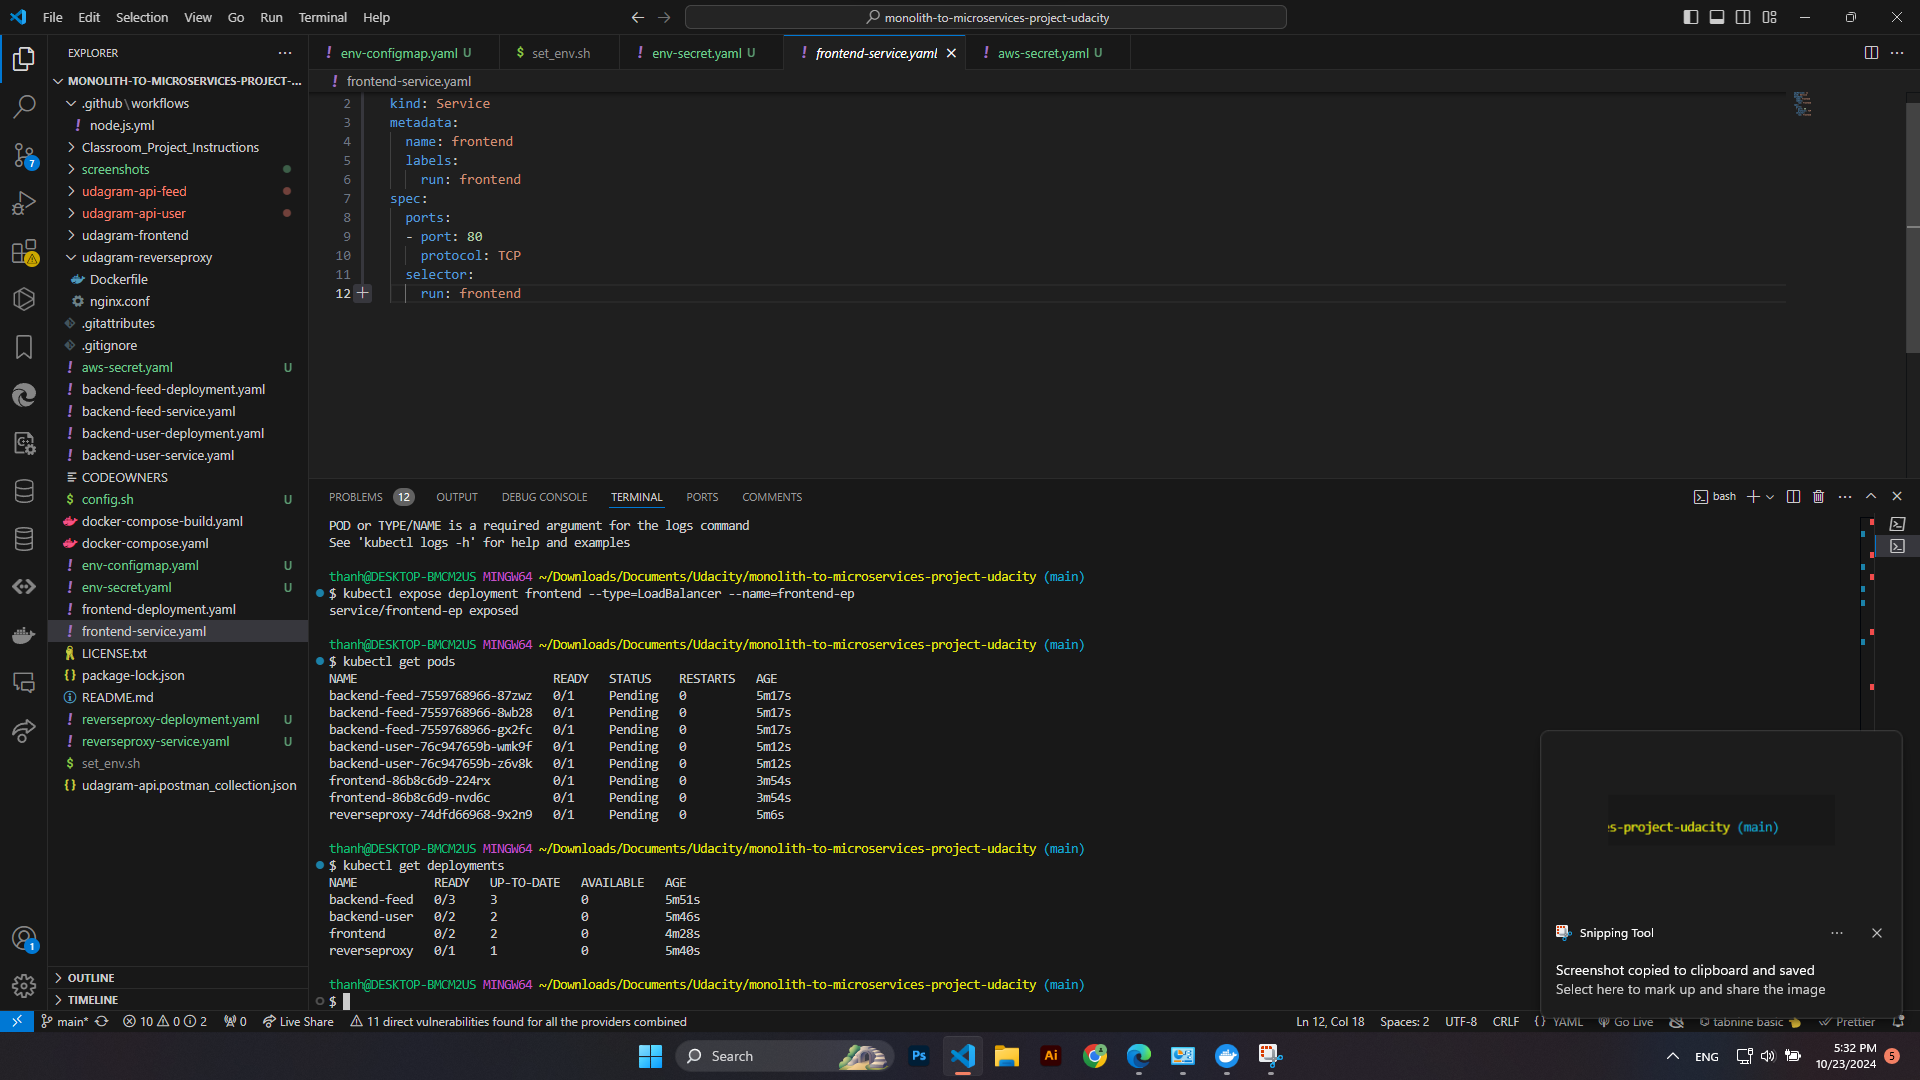 File Edit Selection View Go Run Terminal Help
monolith-to-microservices-project-udacity
EXPLORER
MONOLITH-TO-MICROSERVICES-PROJECT-...
.github\workflows
node.js.yml
Classroom_Project_Instructions
screenshots
udagram-api-feed
udagram-api-user
udagram-frontend
udagram-reverseproxy
Dockerfile
nginx.conf
.gitattributes
.gitignore
aws-secret.yaml U
backend-feed-deployment.yaml
backend-feed-service.yaml
backend-user-deployment.yaml
backend-user-service.yaml
CODEOWNERS
config.sh U
docker-compose-build.yaml
docker-compose.yaml
env-configmap.yaml U
env-secret.yaml U
frontend-deployment.yaml
frontend-service.yaml
LICENSE.txt
package-lock.json
README.md
reverseproxy-deployment.yaml U
reverseproxy-service.yaml U
set_env.sh
udagram-api.postman_collection.json
OUTLINE
TIMELINE
7
1
env-configmap.yaml U set_env.sh env-secret.yaml U frontend-service.yaml aws-secret.yaml U
frontend-service.yaml
2 kind: Service
3 metadata:
4 name: frontend
5 labels:
6 run: frontend
7 spec:
8 ports:
9 - port: 80
10 protocol: TCP
11 selector:
12 run: frontend
PROBLEMS 12 OUTPUT DEBUG CONSOLE TERMINAL PORTS COMMENTS bash
POD or TYPE/NAME is a required argument for the logs command
See 'kubectl logs -h' for help and examples
thanh@DESKTOP-BMCM2US MINGW64 ~/Downloads/Documents/Udacity/monolith-to-microservices-project-udacity (main)
$ kubectl expose deployment frontend --type=LoadBalancer --name=frontend-ep
service/frontend-ep exposed
thanh@DESKTOP-BMCM2US MINGW64 ~/Downloads/Documents/Udacity/monolith-to-microservices-project-udacity (main)
$ kubectl get pods
NAME READY STATUS RESTARTS AGE
backend-feed-7559768966-87zwz 0/1 Pending 0 5m17s
backend-feed-7559768966-8wb28 0/1 Pending 0 5m17s
backend-feed-7559768966-gx2fc 0/1 Pending 0 5m17s
backend-user-76c947659b-wmk9f 0/1 Pending 0 5m12s
backend-user-76c947659b-z6v8k 0/1 Pending 0 5m12s
frontend-86b8c6d9-224rx 0/1 Pending 0 3m54s
frontend-86b8c6d9-nvd6c 0/1 Pending 0 3m54s
reverseproxy-74dfd66968-9x2n9 0/1 Pending 0 5m6s
thanh@DESKTOP-BMCM2US MINGW64 ~/Downloads/Documents/Udacity/monolith-to-microservices-project-udacity (main)
$ kubectl get deployments
NAME READY UP-TO-DATE AVAILABLE AGE
backend-feed 0/3 3 0 5m51s
backend-user 0/2 2 0 5m46s
frontend 0/2 2 0 4m28s
reverseproxy 0/1 1 0 5m40s
thanh@DESKTOP-BMCM2US MINGW64 ~/Downloads/Documents/Udacity/monolith-to-microservices-project-udacity (main)
$
s-project-udacity (main)
Snipping Tool
Screenshot copied to clipboard and saved
Select here to mark up and share the image
main* 10 0 2 0 Live Share 11 direct vulnerabilities found for all the providers combined Ln 12, Col 18 Spaces: 2 UTF-8 CRLF {} YAML Go Live tabnine basic Prettier
Search Ps Ai ENG 5:32 PM 5
10/23/2024